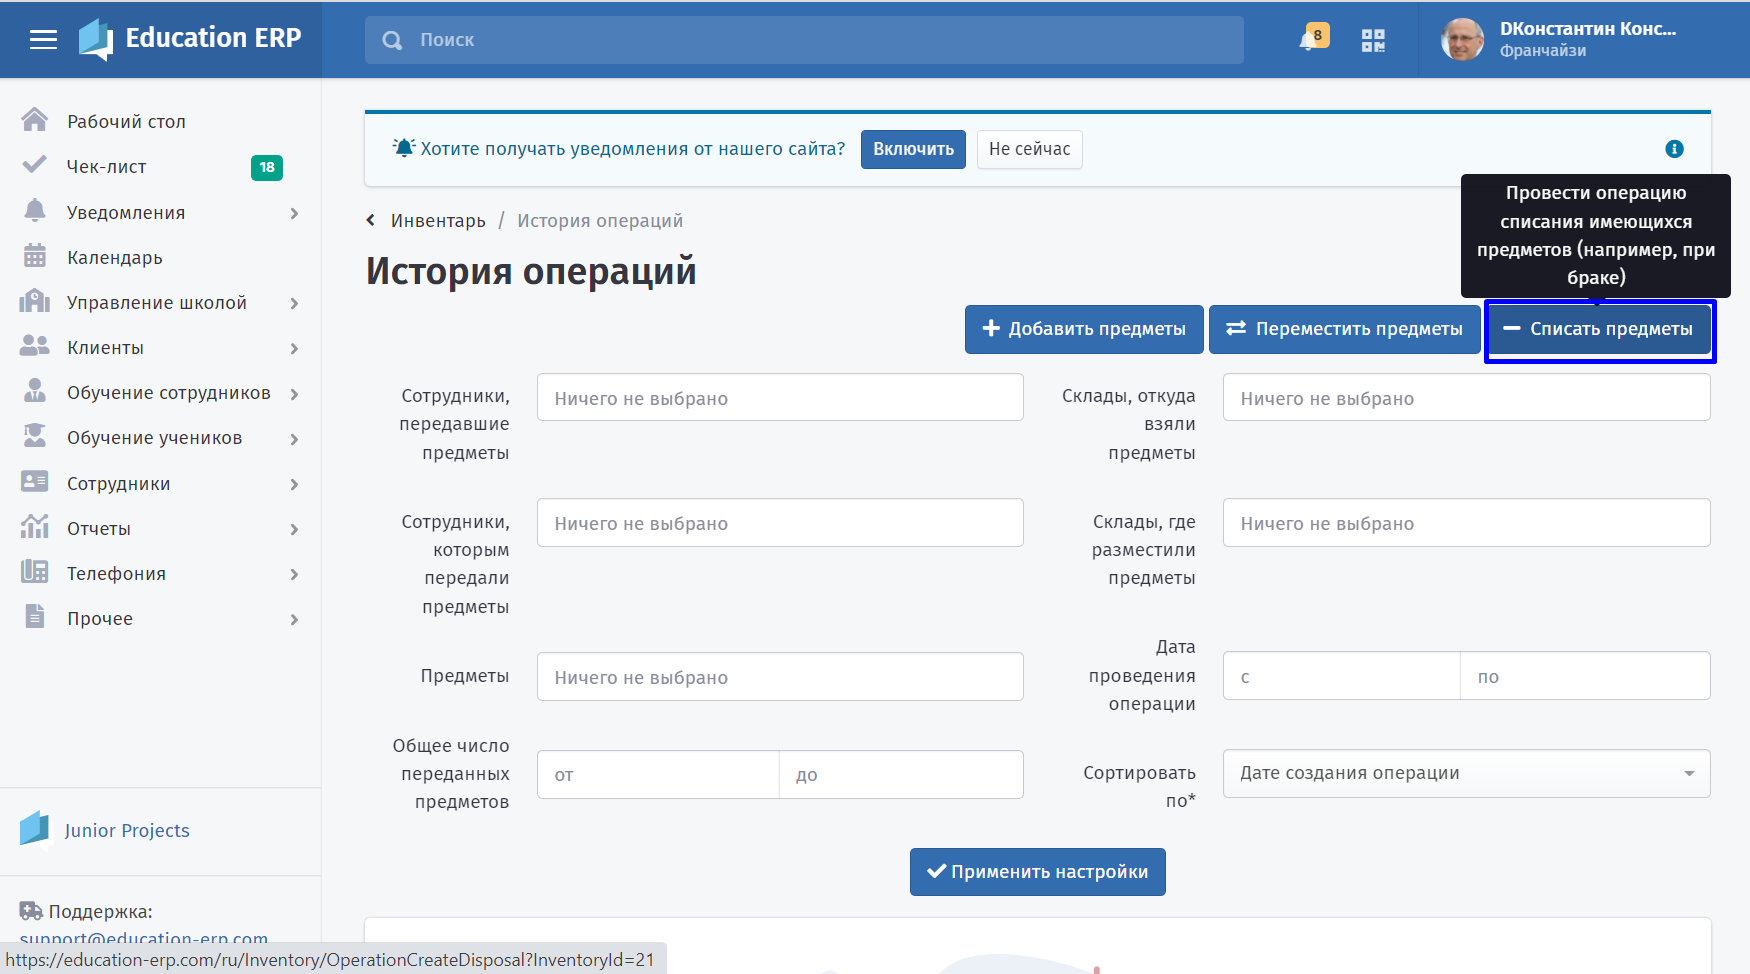 Education ERP
Поиск
8
DКонстантин Конс...
Франчайзи
Рабочий стол
Чек-лист
18
Уведомления
Календарь
Управление школой
Клиенты
Обучение сотрудников
Обучение учеников
Сотрудники
Отчеты
Телефония
Прочее
Junior Projects
Поддержка:
support@education-erp.com
https://education-erp.com/ru/Inventory/OperationCreateDisposal?InventoryId=21
Хотите получать уведомления от нашего сайта?
Включить
Не сейчас
Провести операцию
списания имеющихся
предметов (например, при
браке)
Инвентарь / История операций
История операций
Добавить предметы
Переместить предметы
Списать предметы
Сотрудники,
передавшие
предметы
Ничего не выбрано
Склады, откуда
взяли
предметы
Ничего не выбрано
Сотрудники,
которым
передали
предметы
Ничего не выбрано
Склады, где
разместили
предметы
Ничего не выбрано
Предметы
Ничего не выбрано
Дата
проведения
операции
с
по
Общее число
переданных
предметов
от
до
Сортировать
по*
Дате создания операции
Применить настройки